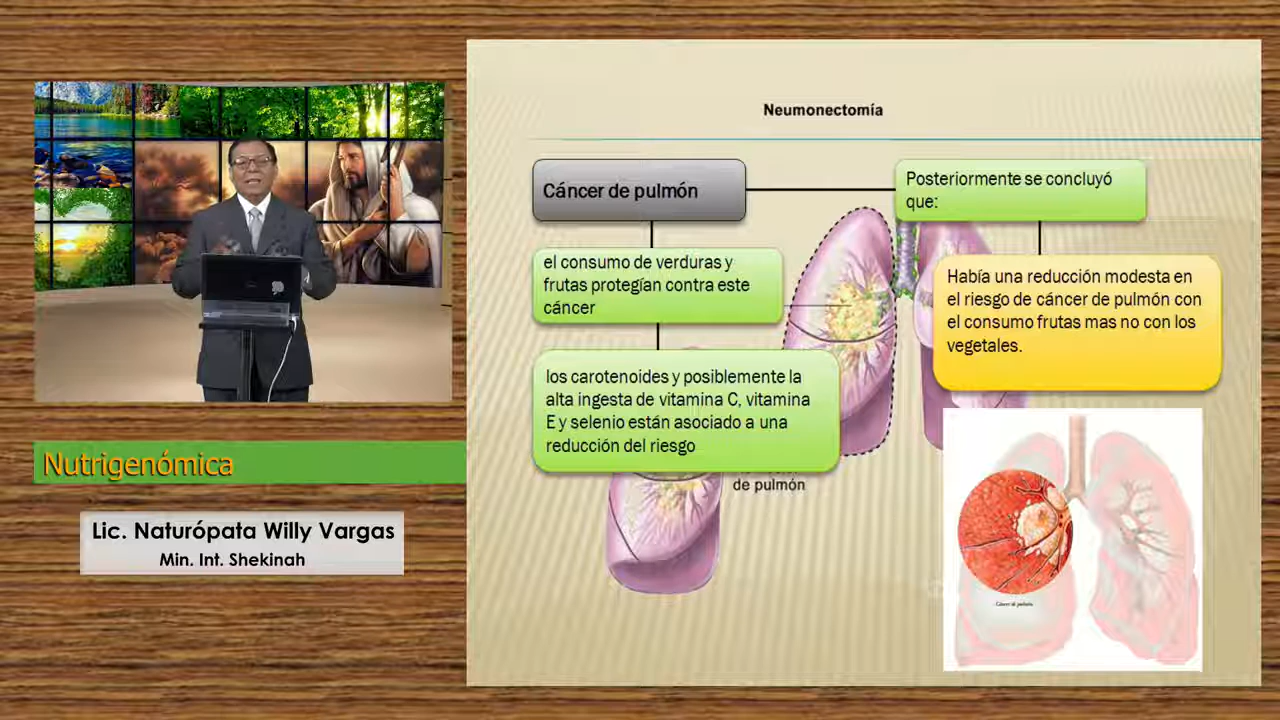 Neumonectomía
Cáncer de pulmón
el consumo de verduras y
frutas protegían contra este
cáncer
los carotenoides y posiblemente la
alta ingesta de vitamina C, vitamina
E y selenio están asociado a una
reducción del riesgo
de pulmón
Posteriormente se concluyó
que:
Había una reducción modesta en
el riesgo de cáncer de pulmón con
el consumo frutas mas no con los
vegetales.
Cáncer de pulmón
Nutrigenómica
Lic. Naturópata Willy Vargas
Min. Int. Shekinah